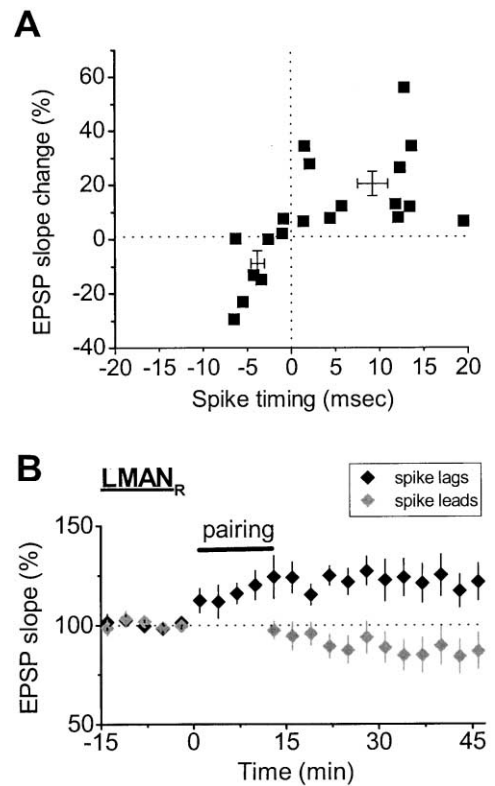 A
EPSP slope change (%)
60
40
20
0
-20
-40
-20 -15 -10 -5 0 5 10 15 20
Spike timing (msec)
B
LMANR
spike lags
spike leads
pairing
EPSP slope (%)
150
100
50
-15 0 15 30 45
Time (min)